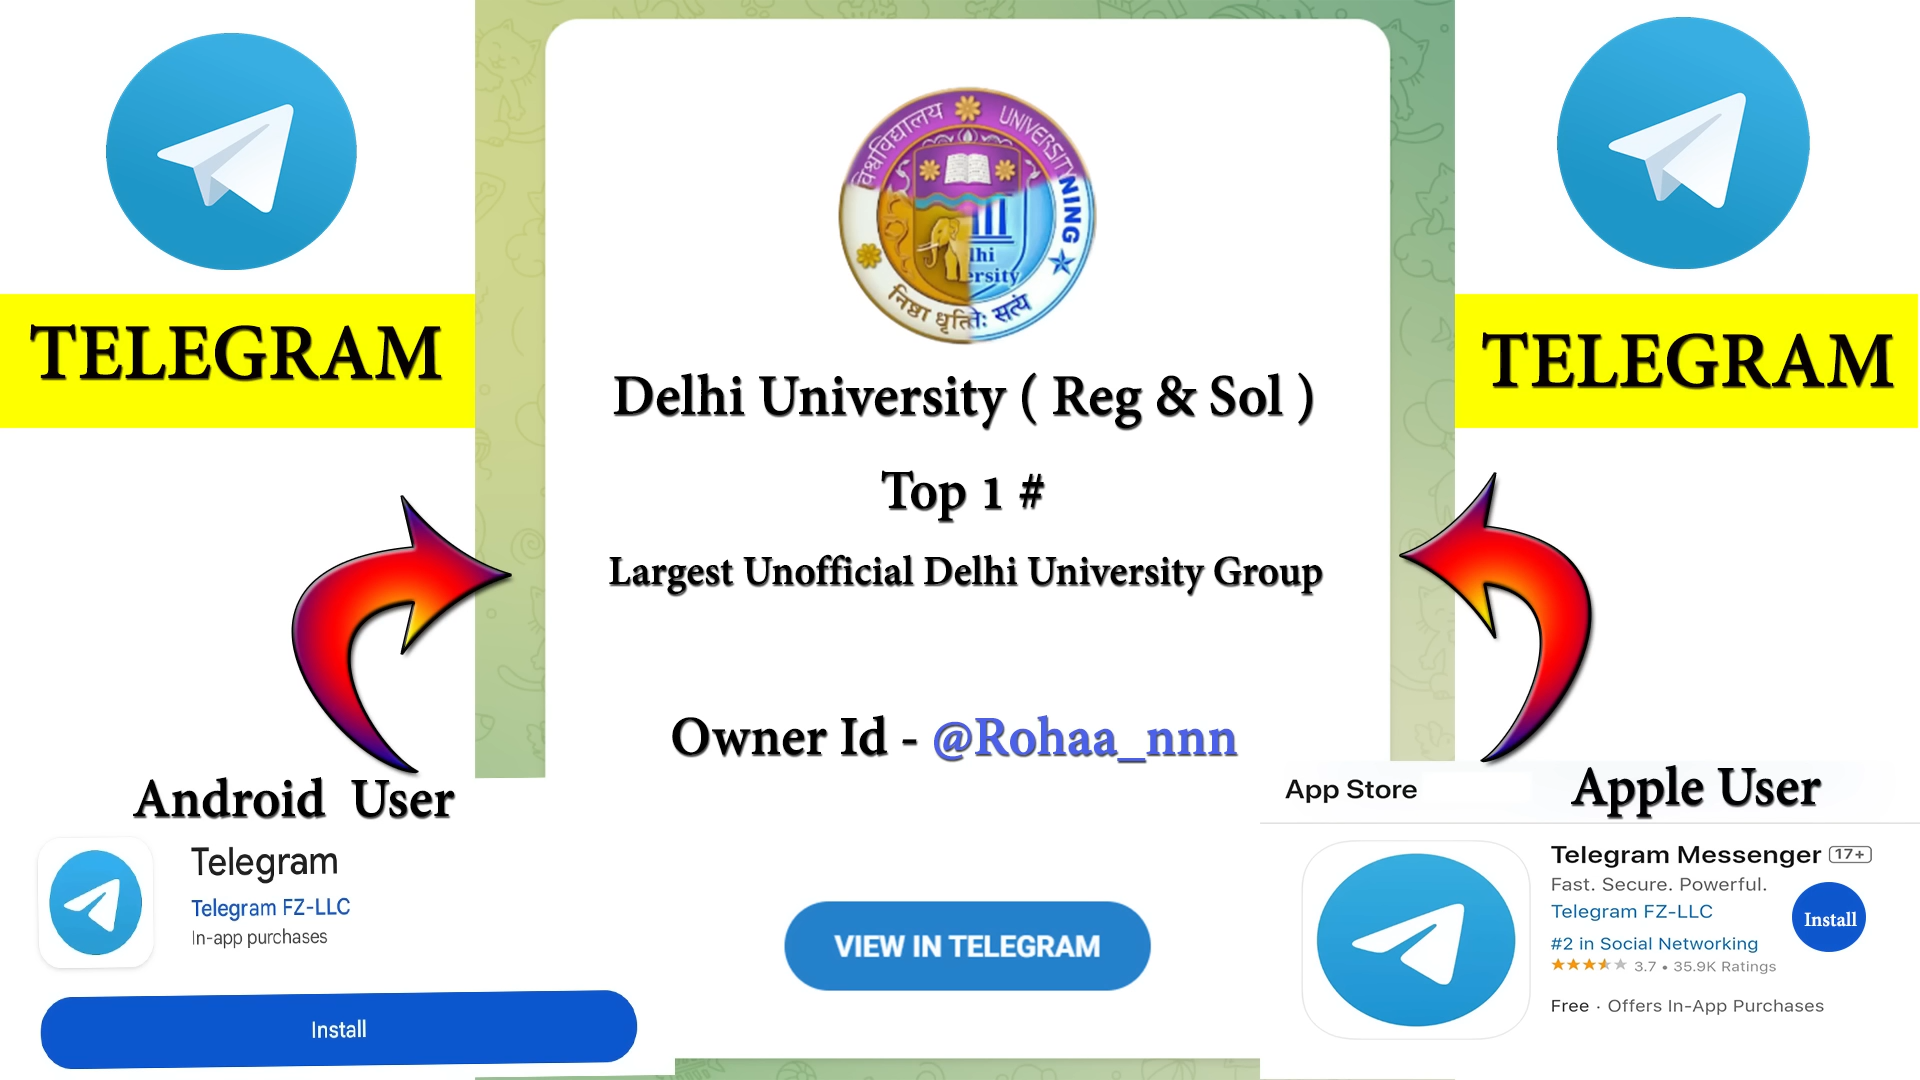 विश्वविद्यालय
UNIVERSITY
NING
lhi
ersity
निष्ठा धृतिः सत्यं
TELEGRAM
TELEGRAM
Delhi University ( Reg & Sol )
Top 1 #
Largest Unofficial Delhi University Group
Owner Id - @Rohaa_nnn
VIEW IN TELEGRAM
Android User
Telegram
Telegram FZ-LLC
In-app purchases
Install
App Store
Apple User
Telegram Messenger 17+
Fast. Secure. Powerful.
Telegram FZ-LLC
Install
#2 in Social Networking
3.7 • 35.9K Ratings
Free · Offers In-App Purchases